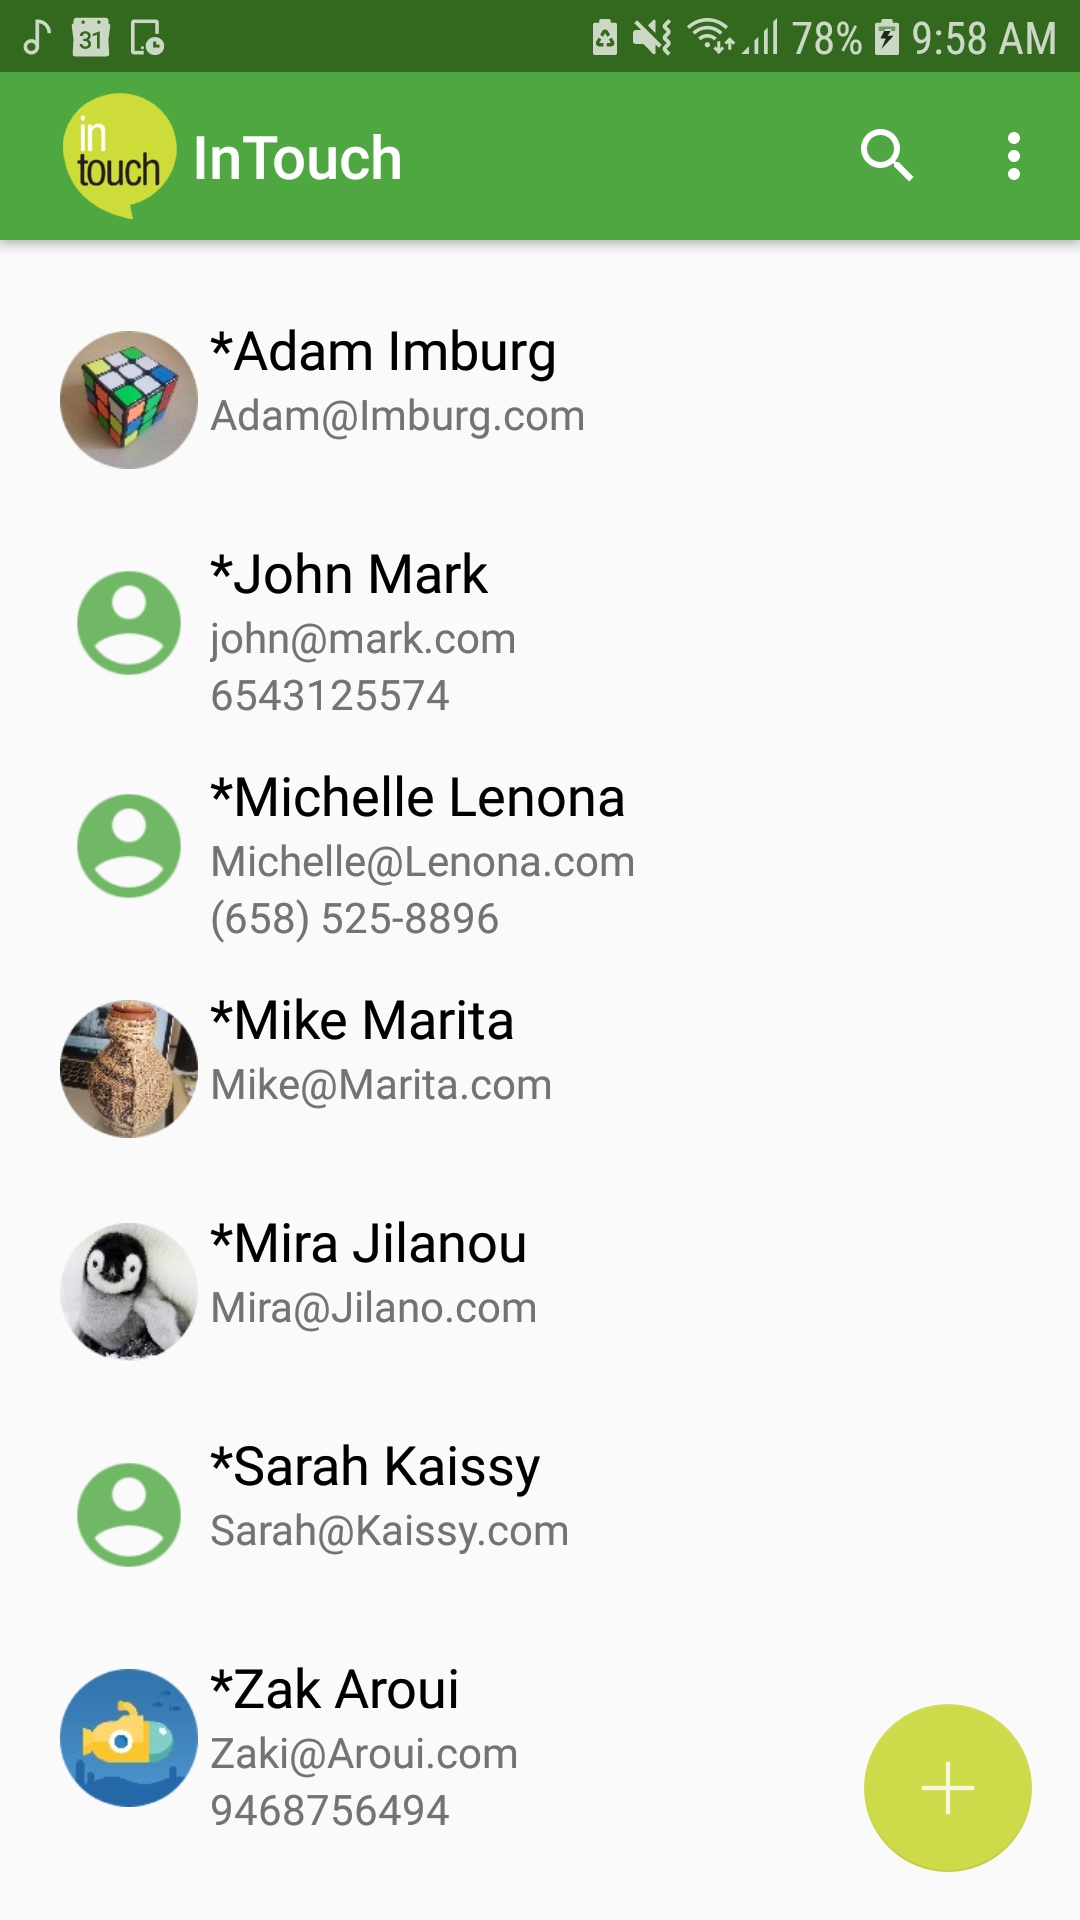 31
78%
9:58 AM
in
touch
InTouch
*Adam Imburg
Adam@Imburg.com
*John Mark
john@mark.com
6543125574
*Michelle Lenona
Michelle@Lenona.com
(658) 525-8896
*Mike Marita
Mike@Marita.com
*Mira Jilanou
Mira@Jilano.com
*Sarah Kaissy
Sarah@Kaissy.com
*Zak Aroui
Zaki@Aroui.com
9468756494